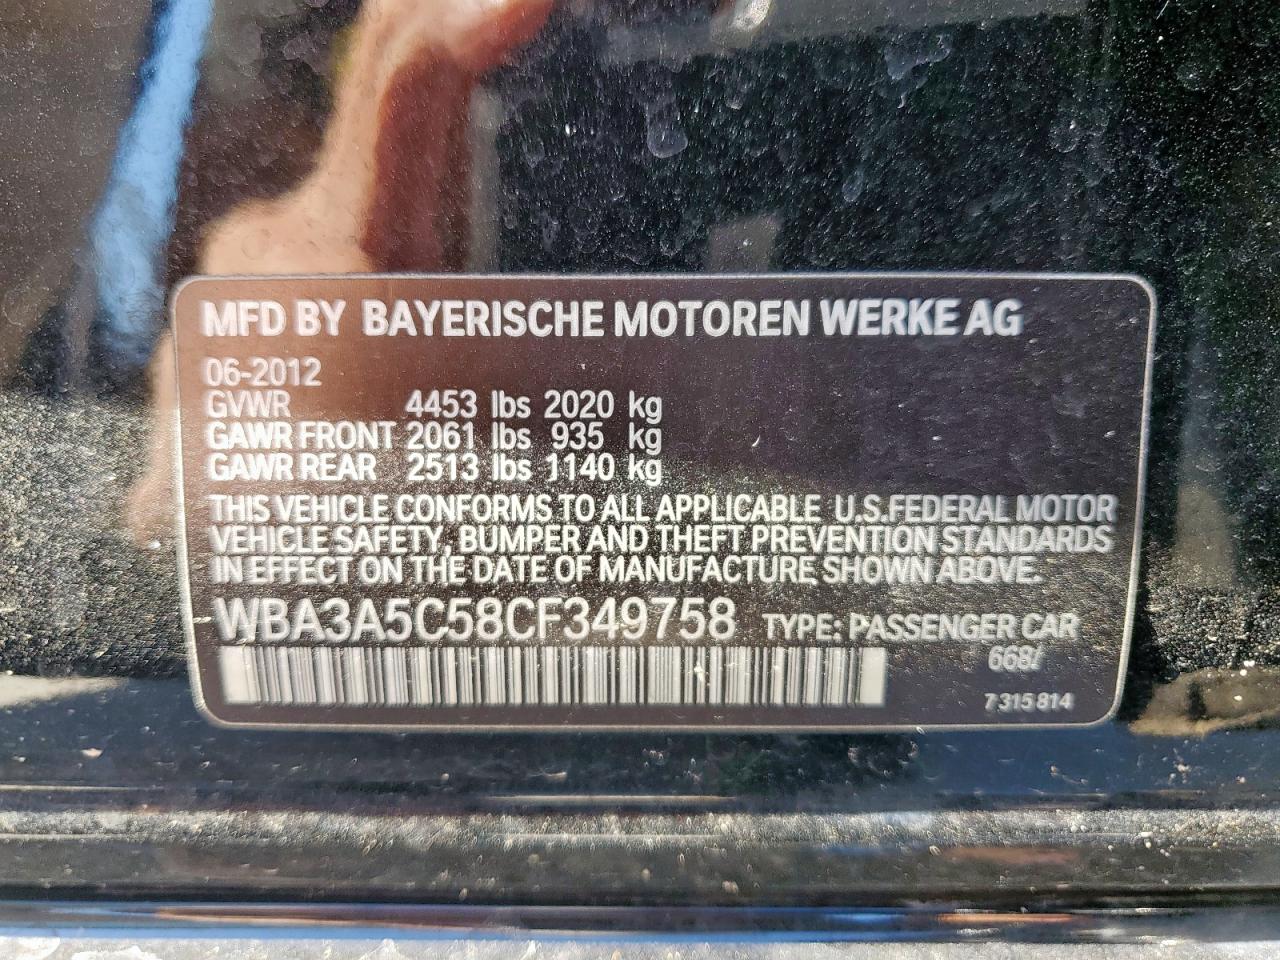 MFD BY BAYERISCHE MOTOREN WERKE AG
06-2012
GVWR 4453 lbs 2020 kg
GAWR FRONT 2061 lbs 935 kg
GAWR REAR 2513 lbs 1140 kg
THIS VEHICLE CONFORMS TO ALL APPLICABLE U.S.FEDERAL MOTOR
VEHICLE SAFETY, BUMPER AND THEFT PREVENTION STANDARDS
IN EFFECT ON THE DATE OF MANUFACTURE SHOWN ABOVE.
WBA3A5C58CF349758 TYPE: PASSENGER CAR
668/
7 315 814